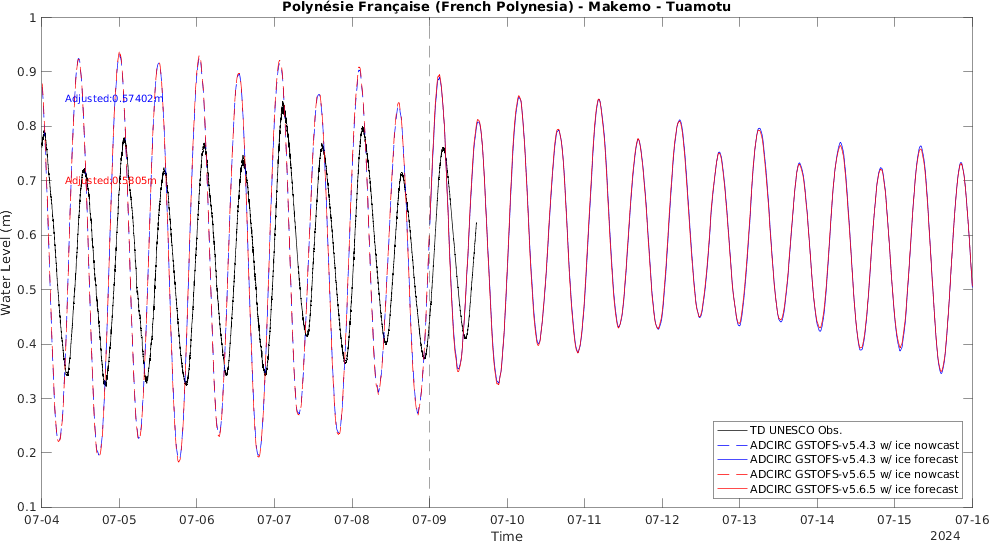 Polynésie Française (French Polynesia) - Makemo - Tuamotu
1
0.9
0.8
0.7
0.6
0.5
0.4
0.3
0.2
0.1
Water Level (m)
Adjusted:0.57402m
Adjusted:0.5805m
TD UNESCO Obs.
ADCIRC GSTOFS-v5.4.3 w/ ice nowcast
ADCIRC GSTOFS-v5.4.3 w/ ice forecast
ADCIRC GSTOFS-v5.6.5 w/ ice nowcast
ADCIRC GSTOFS-v5.6.5 w/ ice forecast
07-04 07-05 07-06 07-07 07-08 07-09 07-10 07-11 07-12 07-13 07-14 07-15 07-16
Time
2024